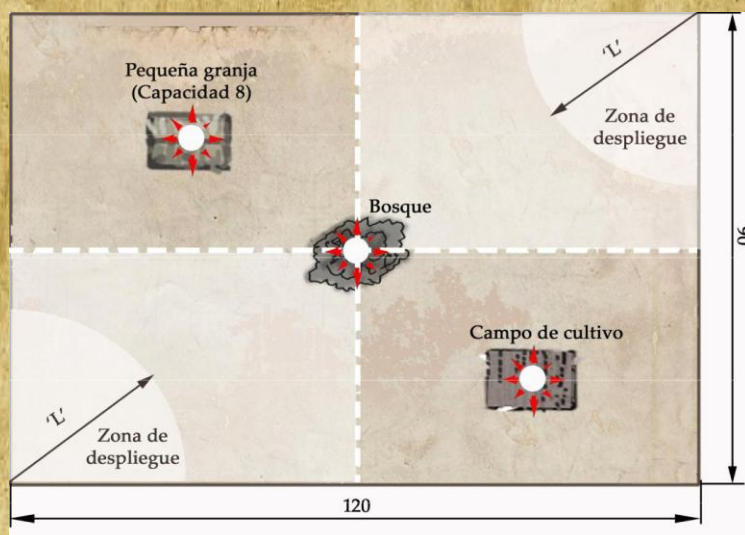 Pequeña granja
(Capacidad 8)
'L'
Zona de
despliegue
Bosque
90
Campo de cultivo
'L'
Zona de
despliegue
120